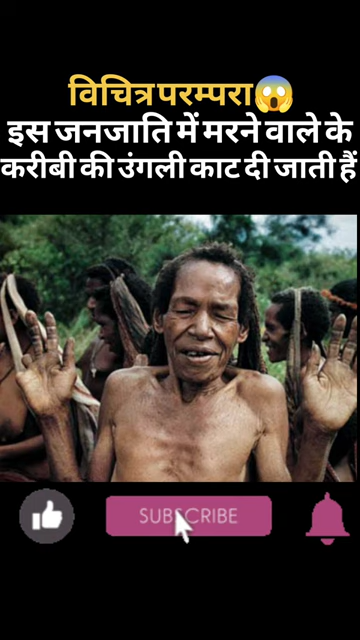 विचित्र परम्परा😱
इस जनजाति में मरने वाले के
करीबी की उंगली काट दी जाती हैं
SUBSCRIBE